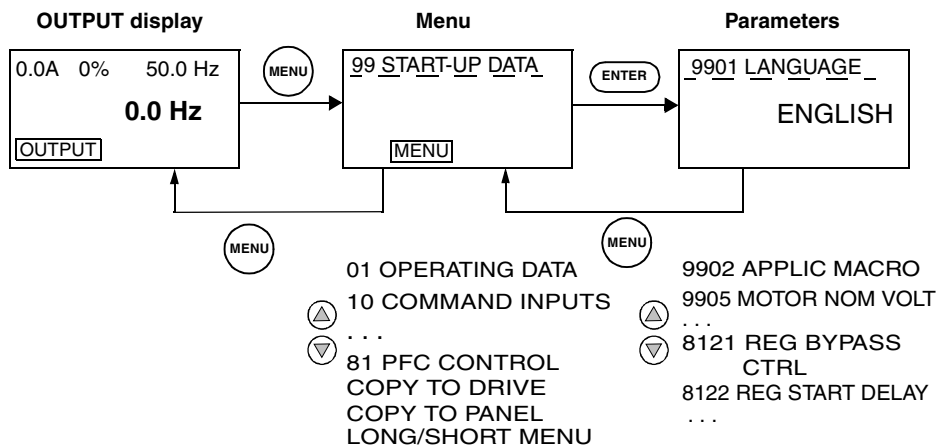 OUTPUT display
Menu
Parameters
0.0A 0% 50.0 Hz
0.0 Hz
OUTPUT
MENU
99 START-UP DATA
MENU
ENTER
9901 LANGUAGE
ENGLISH
MENU
MENU
01 OPERATING DATA
10 COMMAND INPUTS
. . .
81 PFC CONTROL
COPY TO DRIVE
COPY TO PANEL
LONG/SHORT MENU
9902 APPLIC MACRO
9905 MOTOR NOM VOLT
. . .
8121 REG BYPASS
CTRL
8122 REG START DELAY
. . .